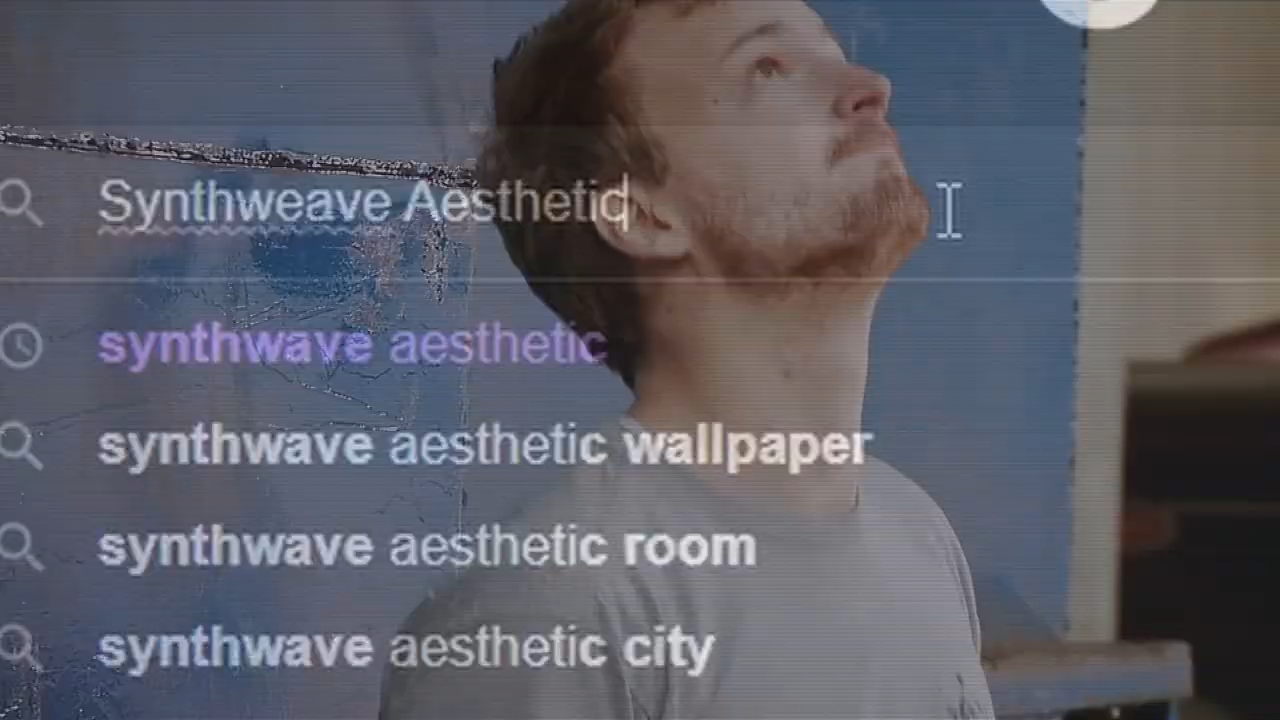 Synthweave Aesthetic
synthwave aesthetic
synthwave aesthetic wallpaper
synthwave aesthetic room
synthwave aesthetic city